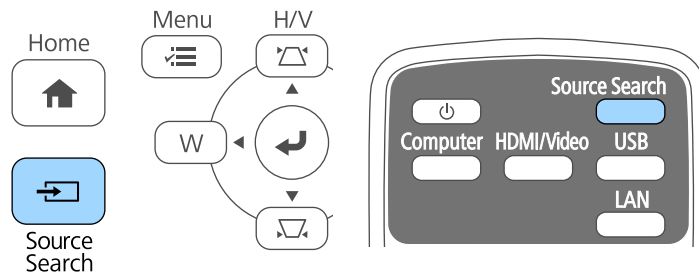 Menu
H/V
Home
W
Source
Search
Source Search
Computer
HDMI/Video
USB
LAN